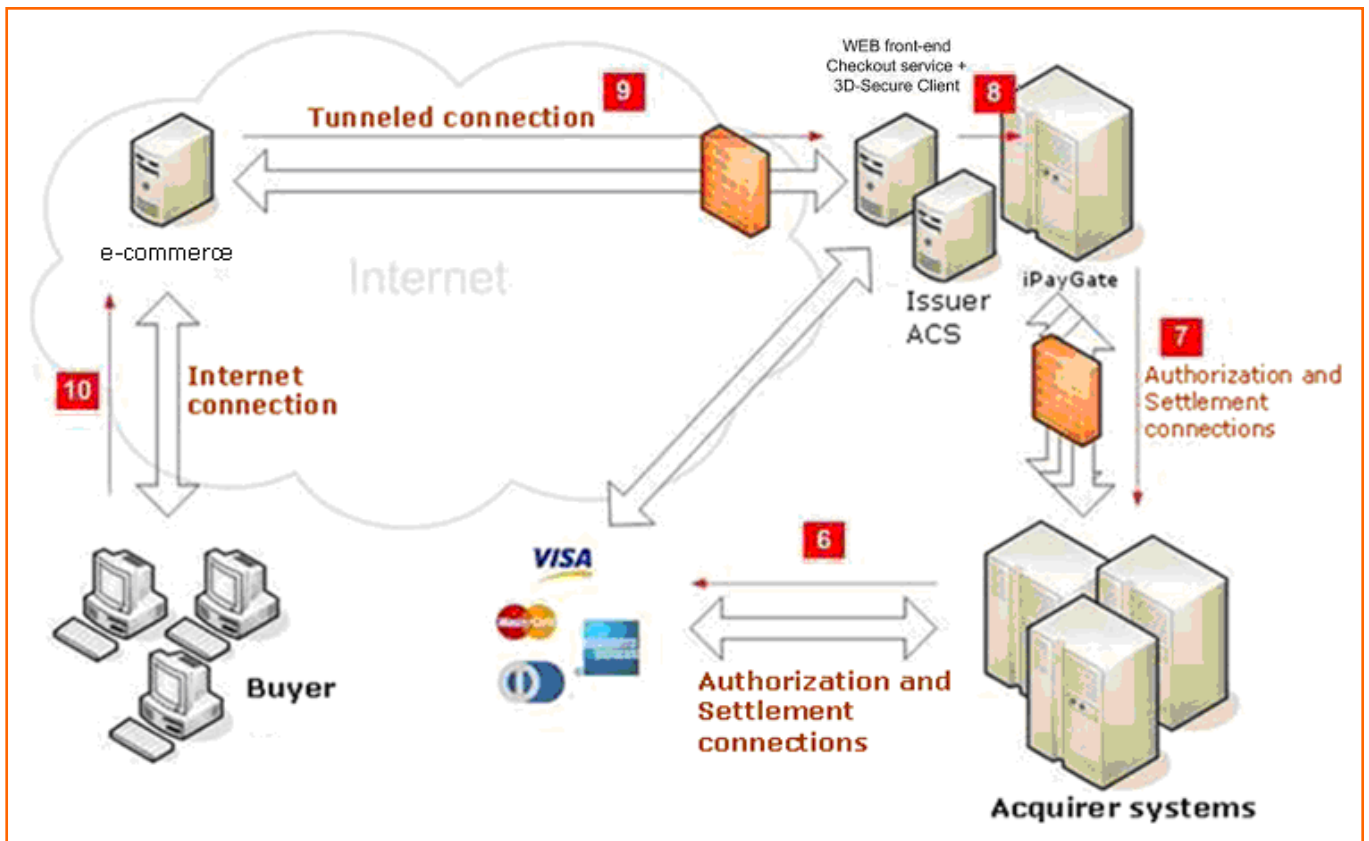 WEB front-end
Checkout service +
3D-Secure Client
9
8
Tunneled connection
e-commerce
Internet
iPayGate
Issuer
ACS
7
Authorization and
Settlement
connections
10
Internet
connection
6
VISA
MasterCard
Buyer
Authorization and
Settlement
connections
Acquirer systems